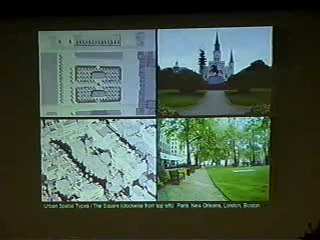 Urban Spatial Types / The Square (clockwise from top left): Paris, New Orleans, London, Boston